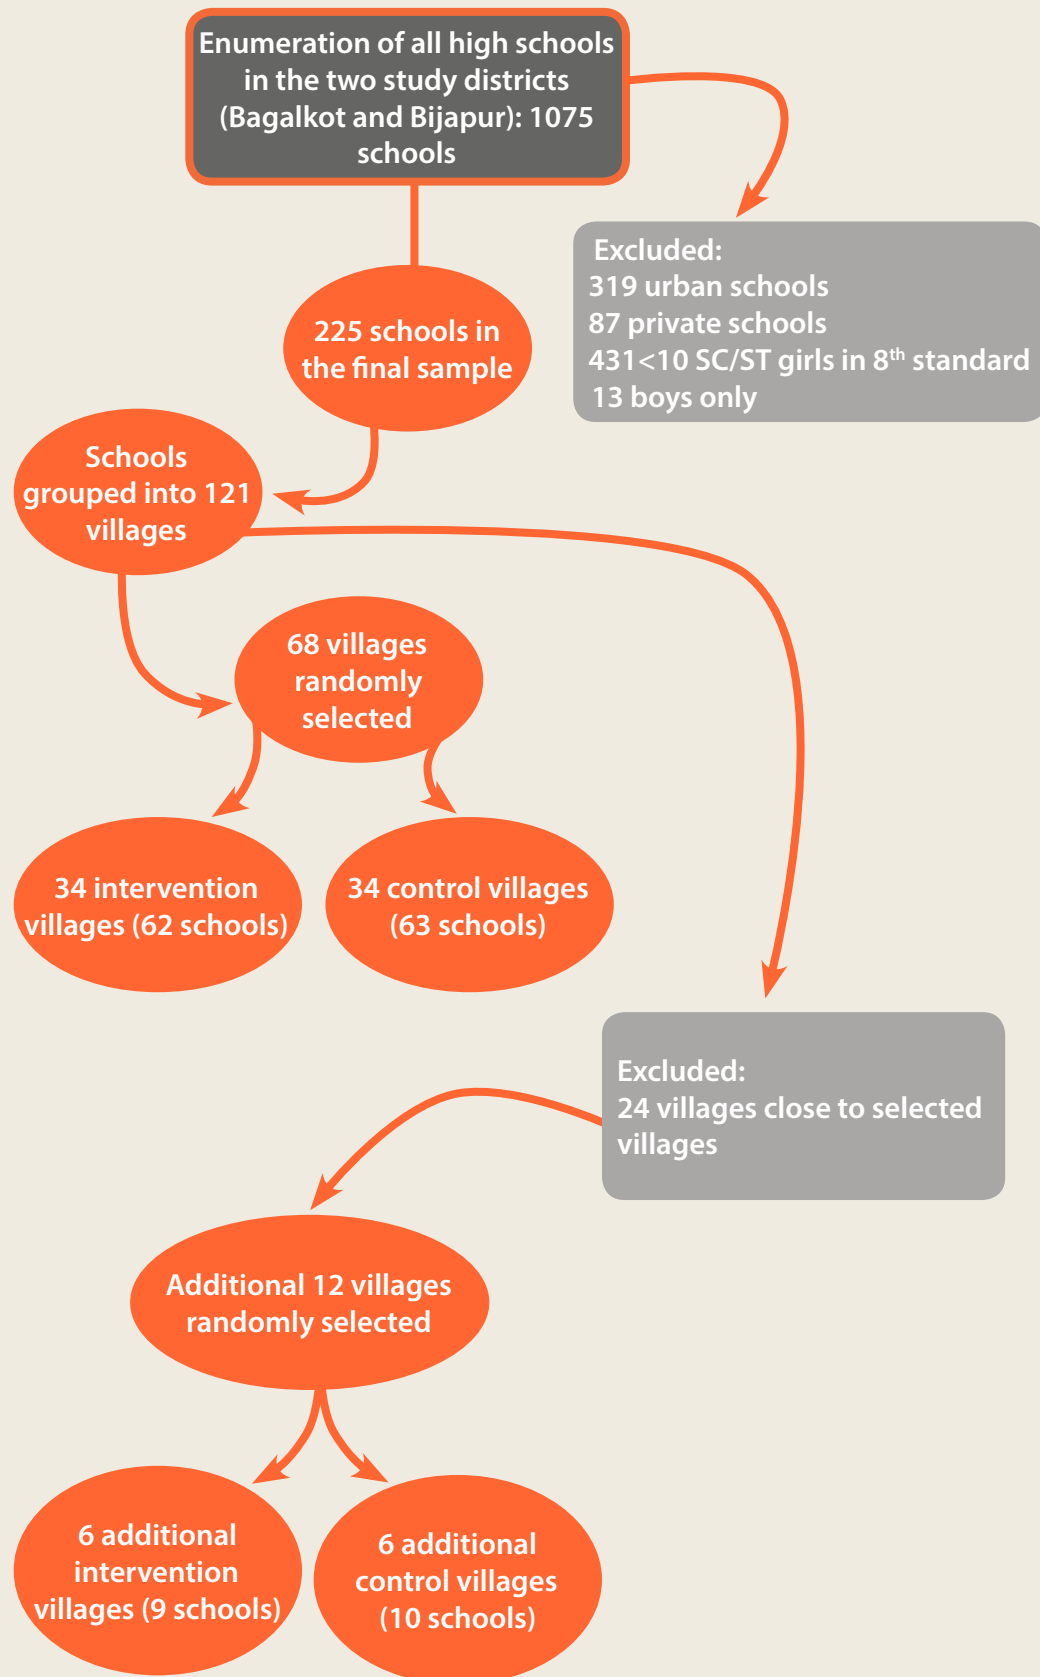 Enumeration of all high schools
in the two study districts
(Bagalkot and Bijapur): 1075
schools
Excluded:
319 urban schools
87 private schools
431<10 SC/ST girls in 8th standard
13 boys only
225 schools in
the final sample
Schools
grouped into 121
villages
68 villages
randomly
selected
34 intervention
villages (62 schools)
34 control villages
(63 schools)
Excluded:
24 villages close to selected
villages
Additional 12 villages
randomly selected
6 additional
intervention
villages (9 schools)
6 additional
control villages
(10 schools)